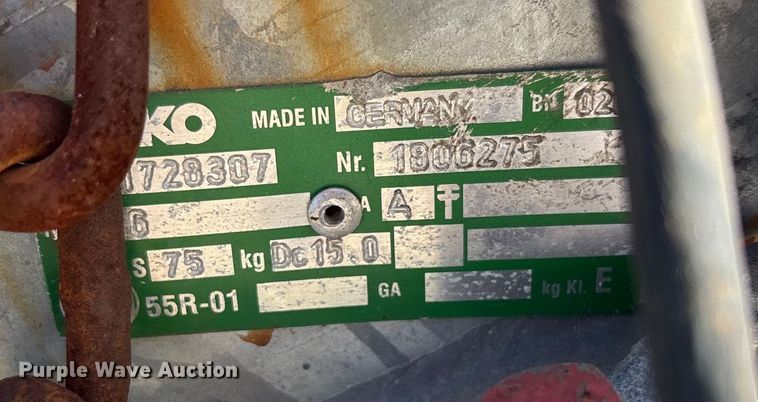 KO MADE IN GERMANY 02
1728307 Nr. 1806275
6 A A
S 75 kg Dc 15.0
55R-01 GA kg Kl. E
Purple Wave Auction